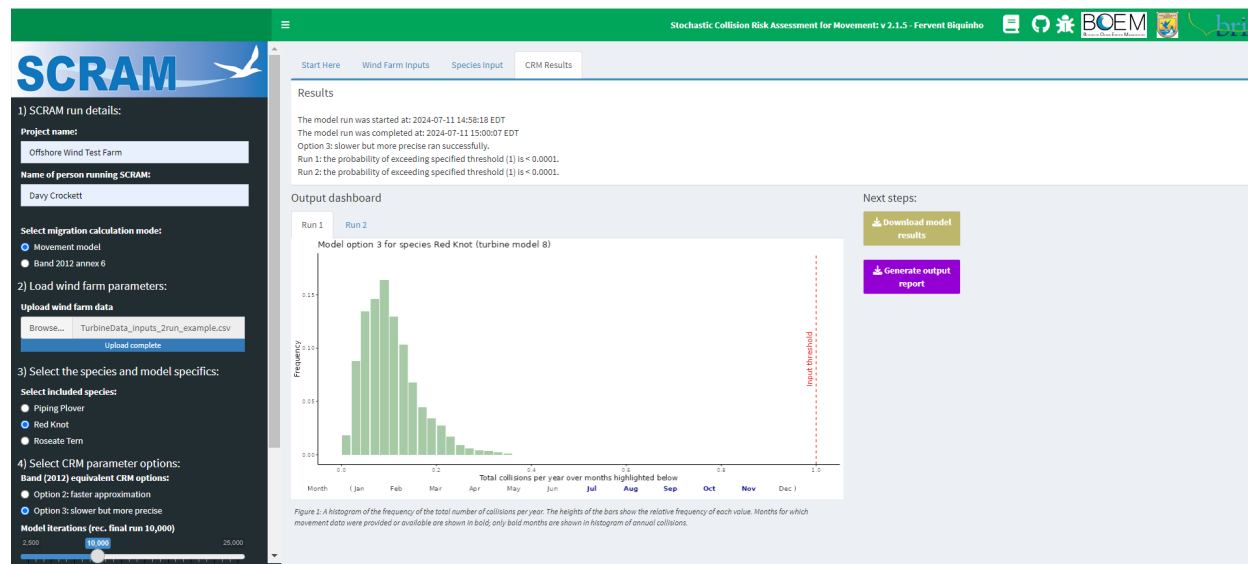 Stochastic Collision Risk Assessment for Movement: v 2.1.5 - Fervent Biquinho
BOEM
bri
SCRAM
1) SCRAM run details:
Project name:
Offshore Wind Test Farm
Name of person running SCRAM:
Davy Crockett
Select migration calculation mode:
Movement model
Band 2012 annex 6
2) Load wind farm parameters:
Upload wind farm data
Browse... TurbineData_inputs_2run_example.csv
Upload complete
3) Select the species and model specifics:
Select included species:
Piping Plover
Red Knot
Roseate Tern
4) Select CRM parameter options:
Band (2012) equivalent CRM options:
Option 2: faster approximation
Option 3: slower but more precise
Model iterations (rec. final run 10,000)
2,500 10,000 25,000
Start Here Wind Farm Inputs Species Input CRM Results
Results
The model run was started at: 2024-07-11 14:58:18 EDT
The model run was completed at: 2024-07-11 15:00:07 EDT
Option 3: slower but more precise ran successfully.
Run 1: the probability of exceeding specified threshold (1) is < 0.0001.
Run 2: the probability of exceeding specified threshold (1) is < 0.0001.
Output dashboard
Run 1 Run 2
Model option 3 for species Red Knot (turbine model 8)
Frequency
0.15
0.10
0.05
0.00
Input threshold
0.0 0.2 0.4 0.6 0.8 1.0
Total collisions per year over months highlighted below
Month ( Jan Feb Mar Apr May Jun Jul Aug Sep Oct Nov Dec )
Figure 1: A histogram of the frequency of the total number of collisions per year. The heights of the bars show the relative frequency of each value. Months for which
movement data were provided or available are shown in bold; only bold months are shown in histogram of annual collisions.
Next steps:
Download model
results
Generate output
report